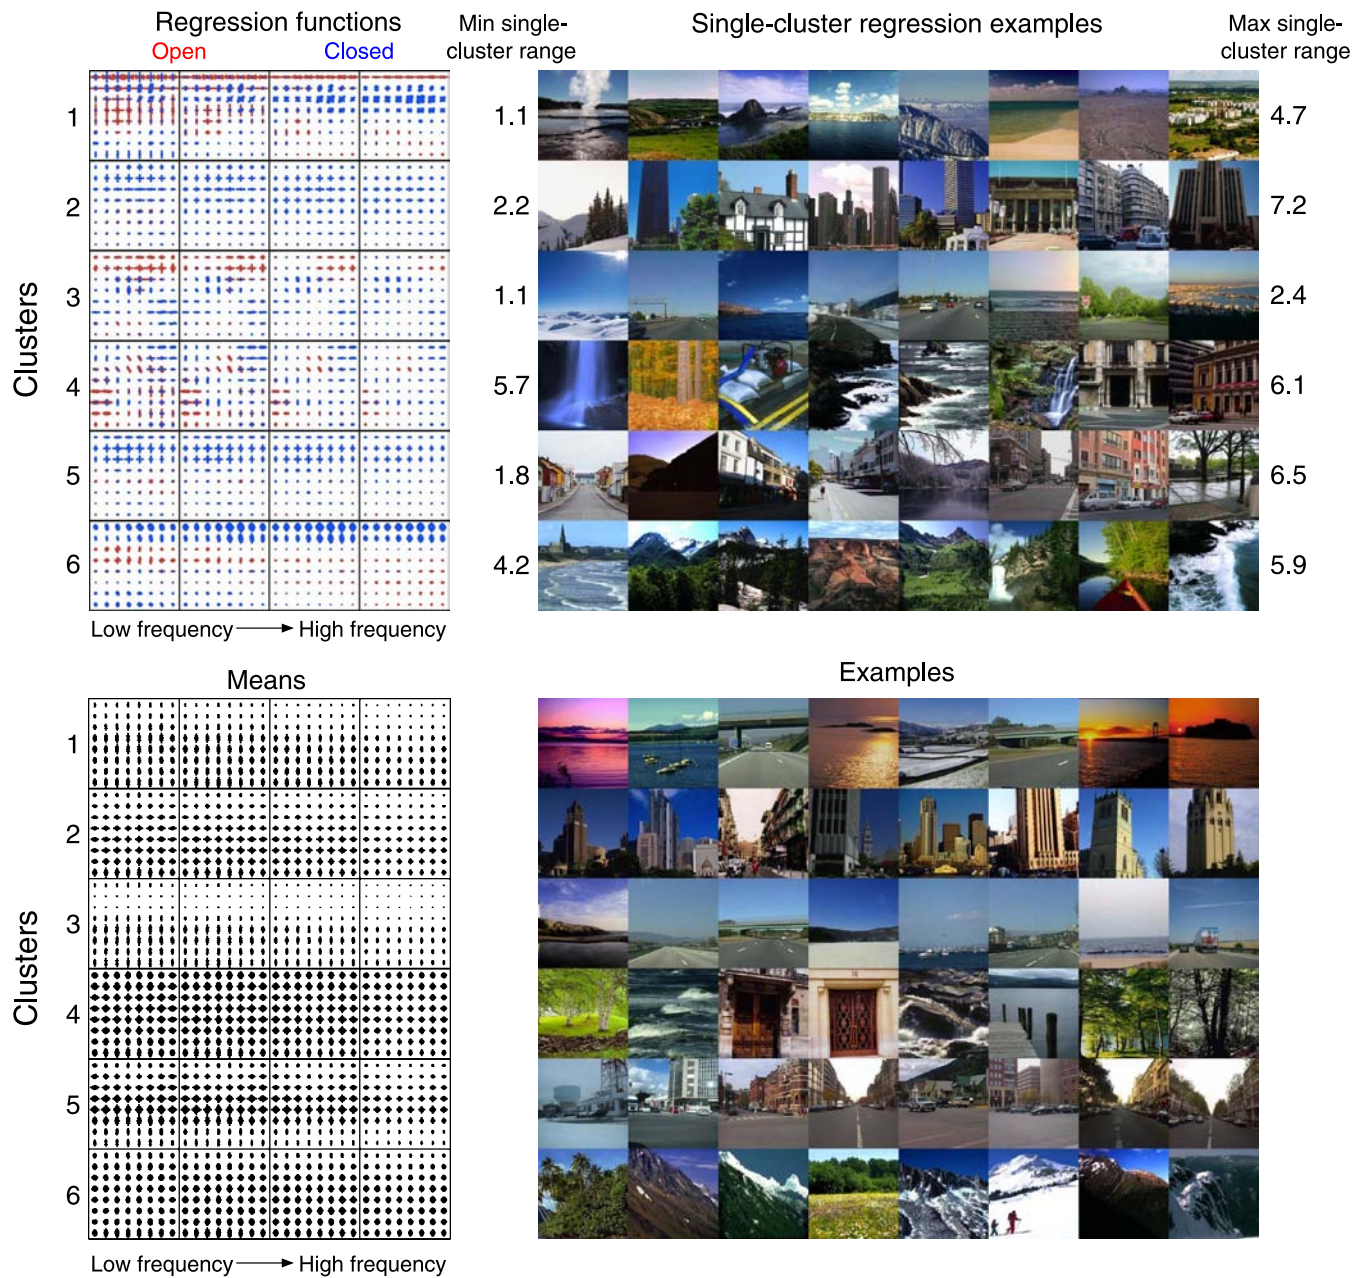 Regression functions
Open Closed
Min single-
cluster range
Single-cluster regression examples
Max single-
cluster range
Clusters
1 1.1 4.7
2 2.2 7.2
3 1.1 2.4
4 5.7 6.1
5 1.8 6.5
6 4.2 5.9
Low frequency High frequency
Means
Examples
Clusters
1
2
3
4
5
6
Low frequency High frequency